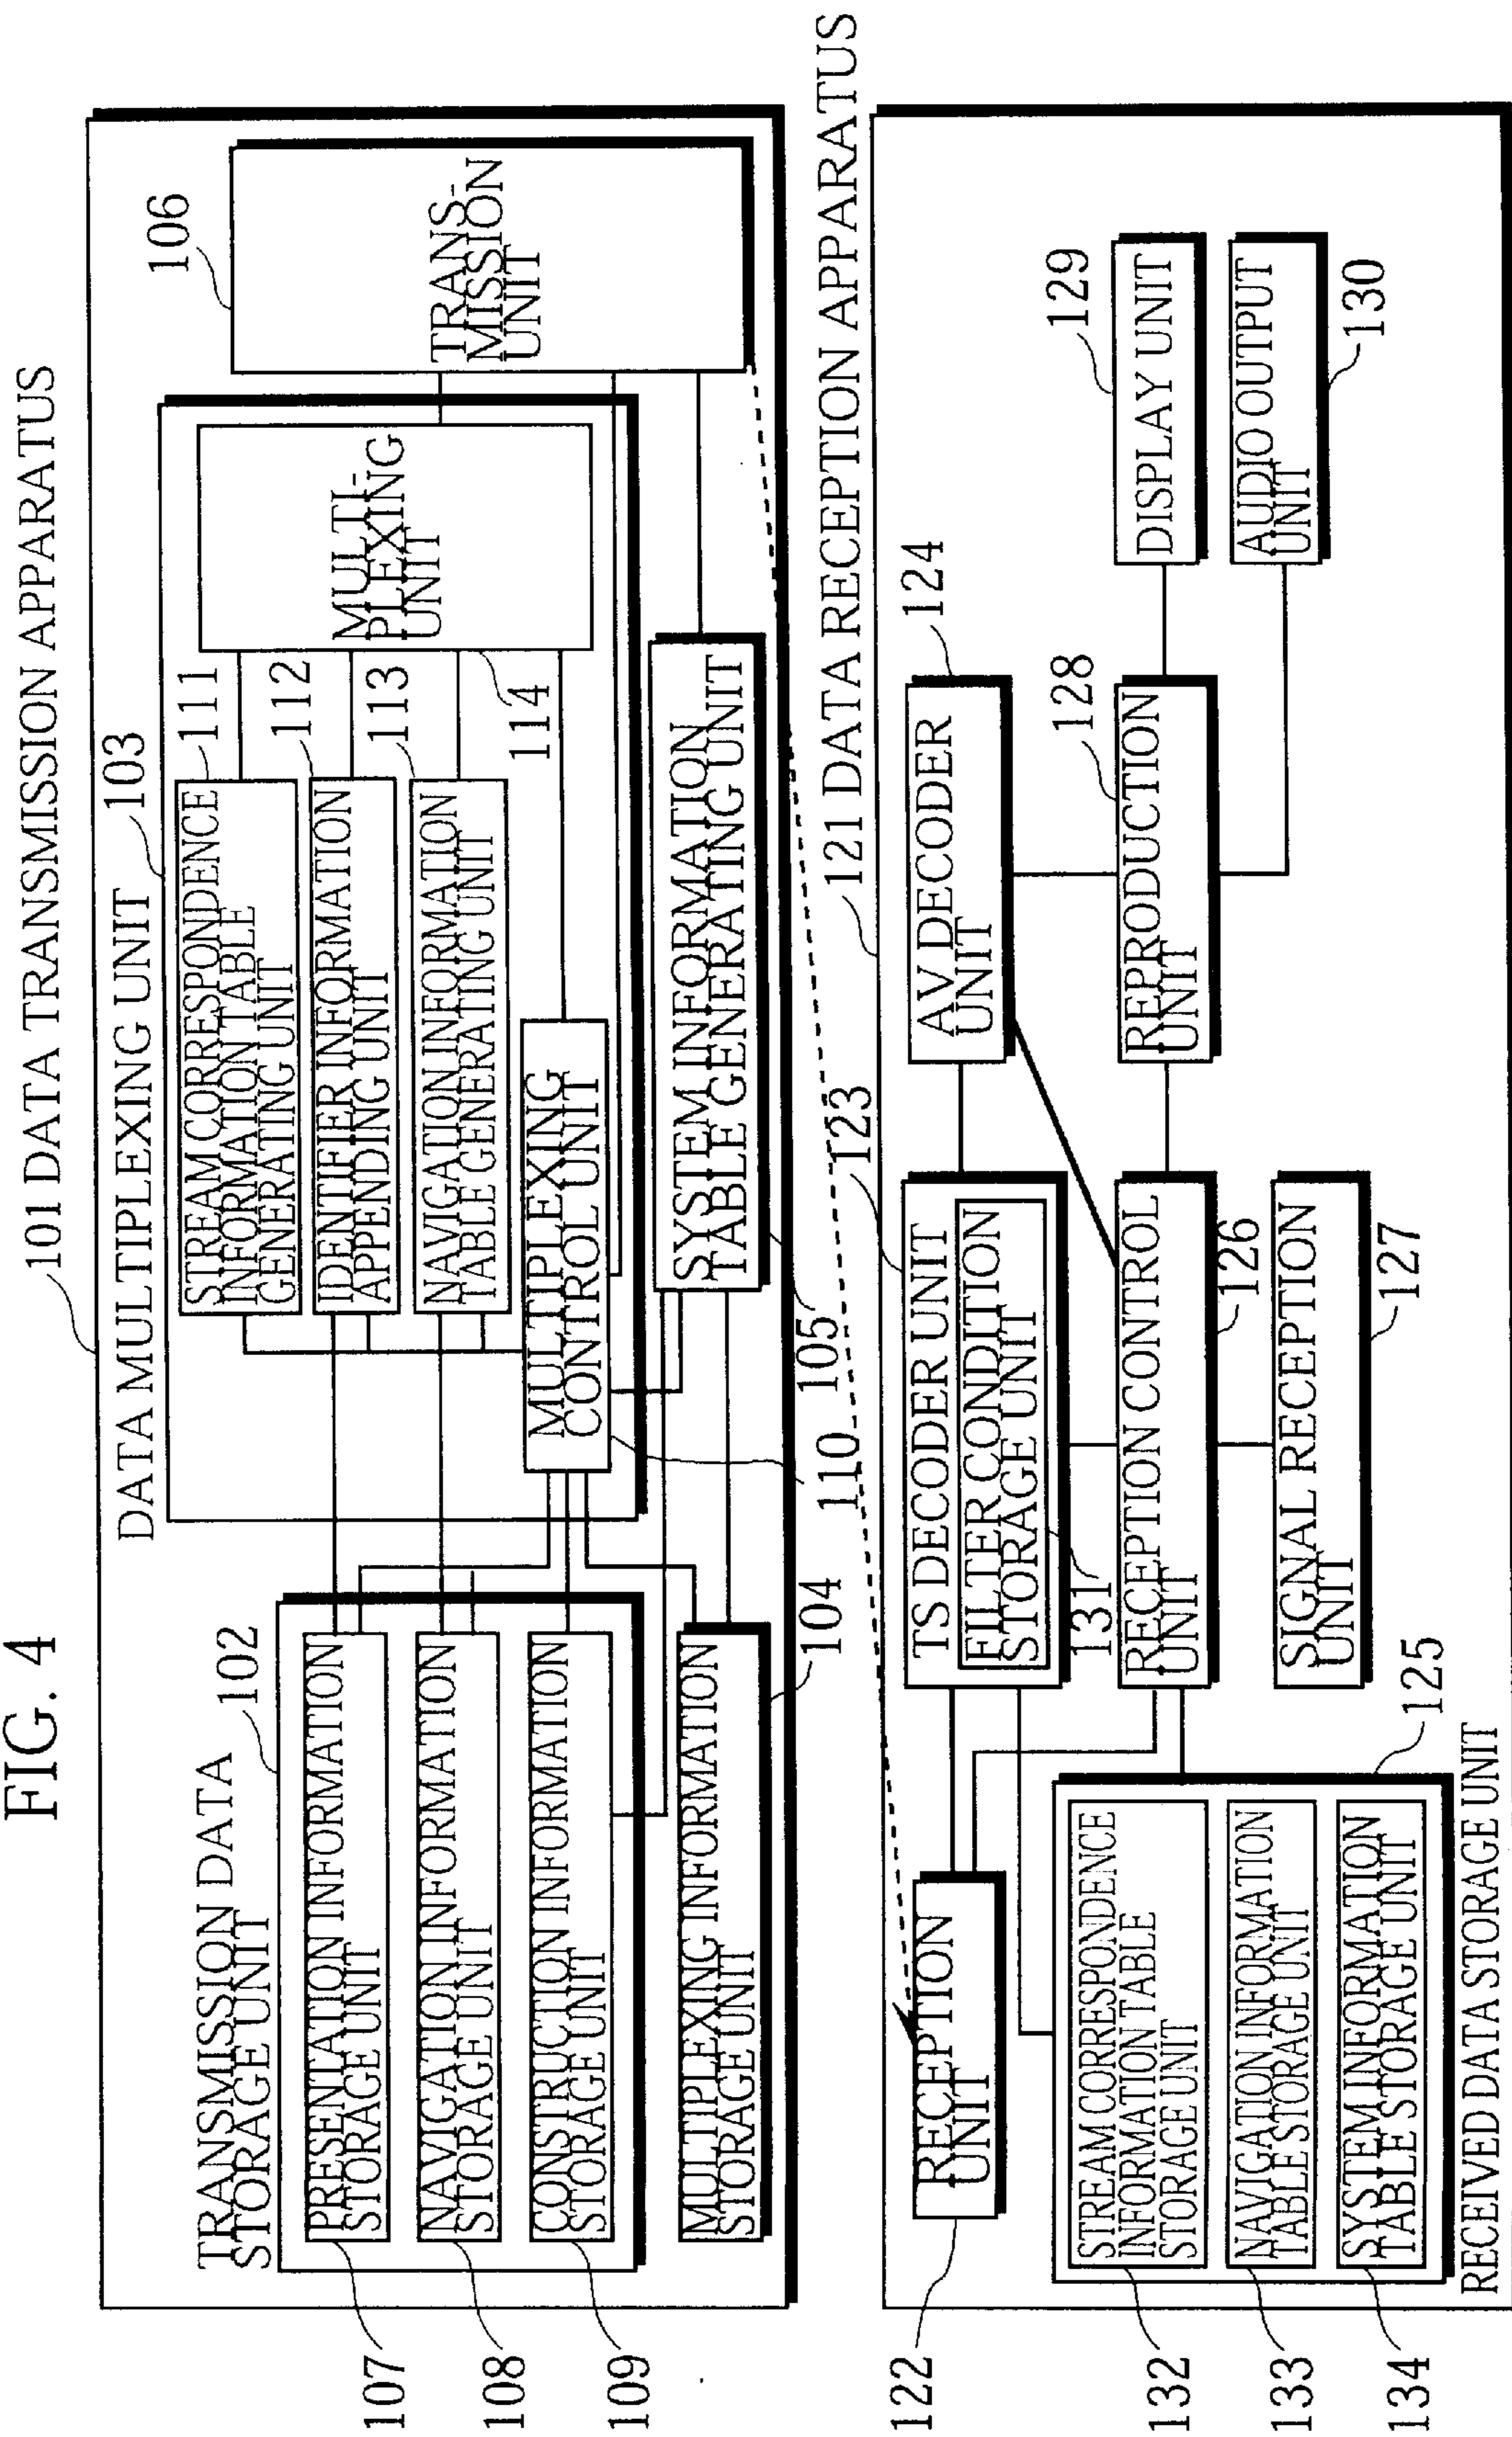 FIG. 4
101 DATA TRANSMISSION APPARATUS
DATA MULTIPLEXING UNIT
103
TRANSMISSION DATA
STORAGE UNIT
102
PRESENTATION INFORMATION
STORAGE UNIT
107
NAVIGATION INFORMATION
STORAGE UNIT
108
CONSTRUCTION INFORMATION
STORAGE UNIT
109
MULTIPLEXING INFORMATION
STORAGE UNIT
104
STREAM CORRESPONDENCE
INFORMATION TABLE
GENERATING UNIT
111
IDENTIFIER INFORMATION
APPENDING UNIT
112
NAVIGATION INFORMATION
TABLE GENERATING UNIT
113
MULTIPLEXING
CONTROL UNIT
110
MULTI-
PLEXING
UNIT
114
SYSTEM INFORMATION
TABLE GENERATING UNIT
105
TRANS-
MISSION
UNIT
106
121 DATA RECEPTION APPARATUS
RECEPTION
UNIT
122
TS DECODER UNIT
123
FILTER CONDITION
STORAGE UNIT
131
AV DECODER
UNIT
124
RECEPTION CONTROL
UNIT
126
SIGNAL RECEPTION
UNIT
127
REPRODUCTION
UNIT
128
DISPLAY UNIT
129
AUDIO OUTPUT
UNIT
130
STREAM CORRESPONDENCE
INFORMATION TABLE
STORAGE UNIT
132
NAVIGATION INFORMATION
TABLE STORAGE UNIT
133
SYSTEM INFORMATION
TABLE STORAGE UNIT
134
125
RECEIVED DATA STORAGE UNIT